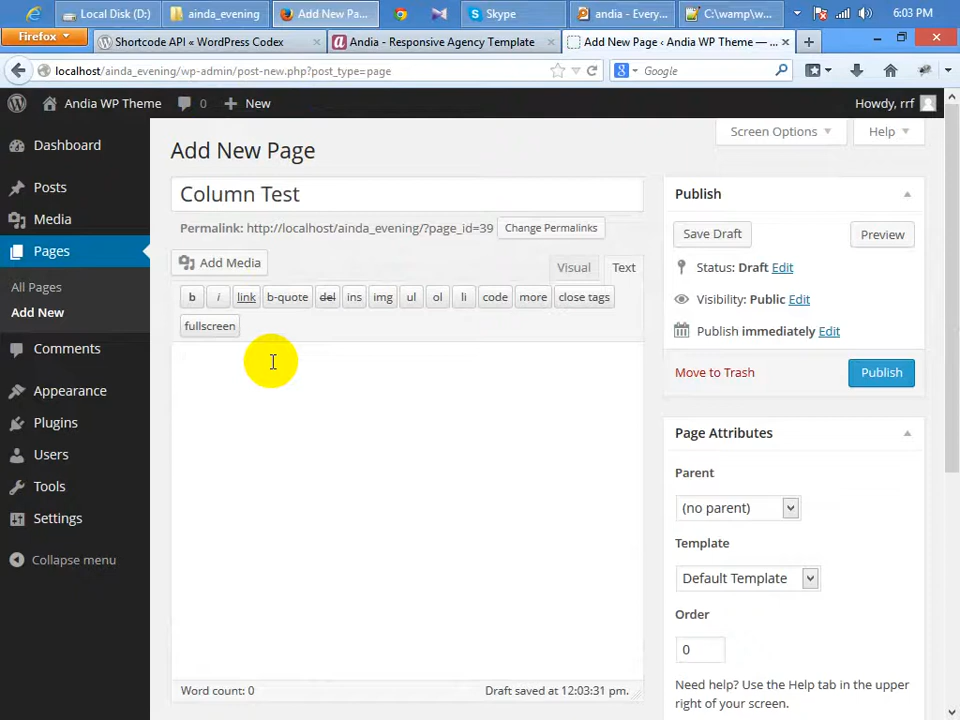 Local Disk (D:)
ainda_evening
Add New Pa...
Skype
andia - Every...
C:\wamp\w...
6:03 PM
Firefox
Shortcode API « WordPress Codex
Andia - Responsive Agency Template
Add New Page ‹ Andia WP Theme — ...
localhost/ainda_evening/wp-admin/post-new.php?post_type=page
Google
Andia WP Theme
0
New
Howdy, rrf
Screen Options
Help
Dashboard
Posts
Media
Pages
All Pages
Add New
Comments
Appearance
Plugins
Users
Tools
Settings
Collapse menu
Add New Page
Column Test
Permalink: http://localhost/ainda_evening/?page_id=39
Change Permalinks
Add Media
Visual
Text
b
i
link
b-quote
del
ins
img
ul
ol
li
code
more
close tags
fullscreen
Word count: 0
Draft saved at 12:03:31 pm.
Publish
Save Draft
Preview
Status: Draft Edit
Visibility: Public Edit
Publish immediately Edit
Move to Trash
Publish
Page Attributes
Parent
(no parent)
Template
Default Template
Order
0
Need help? Use the Help tab in the upper
right of your screen.